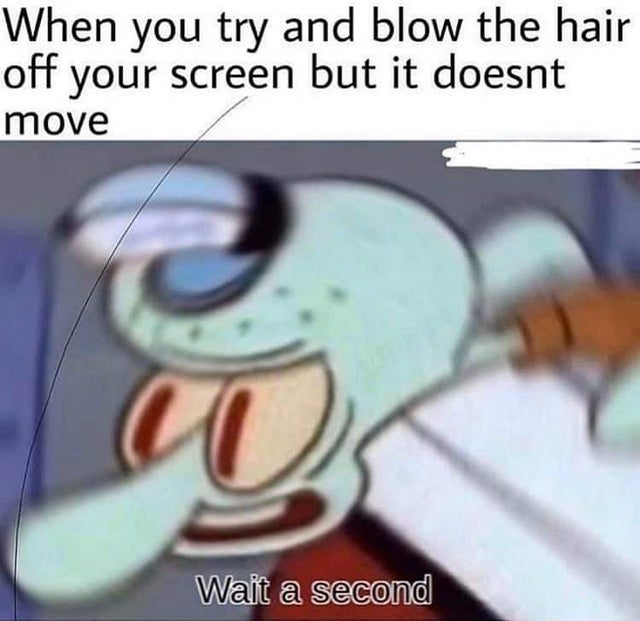 When you try and blow the hair
off your screen but it doesnt
move
Wait a second